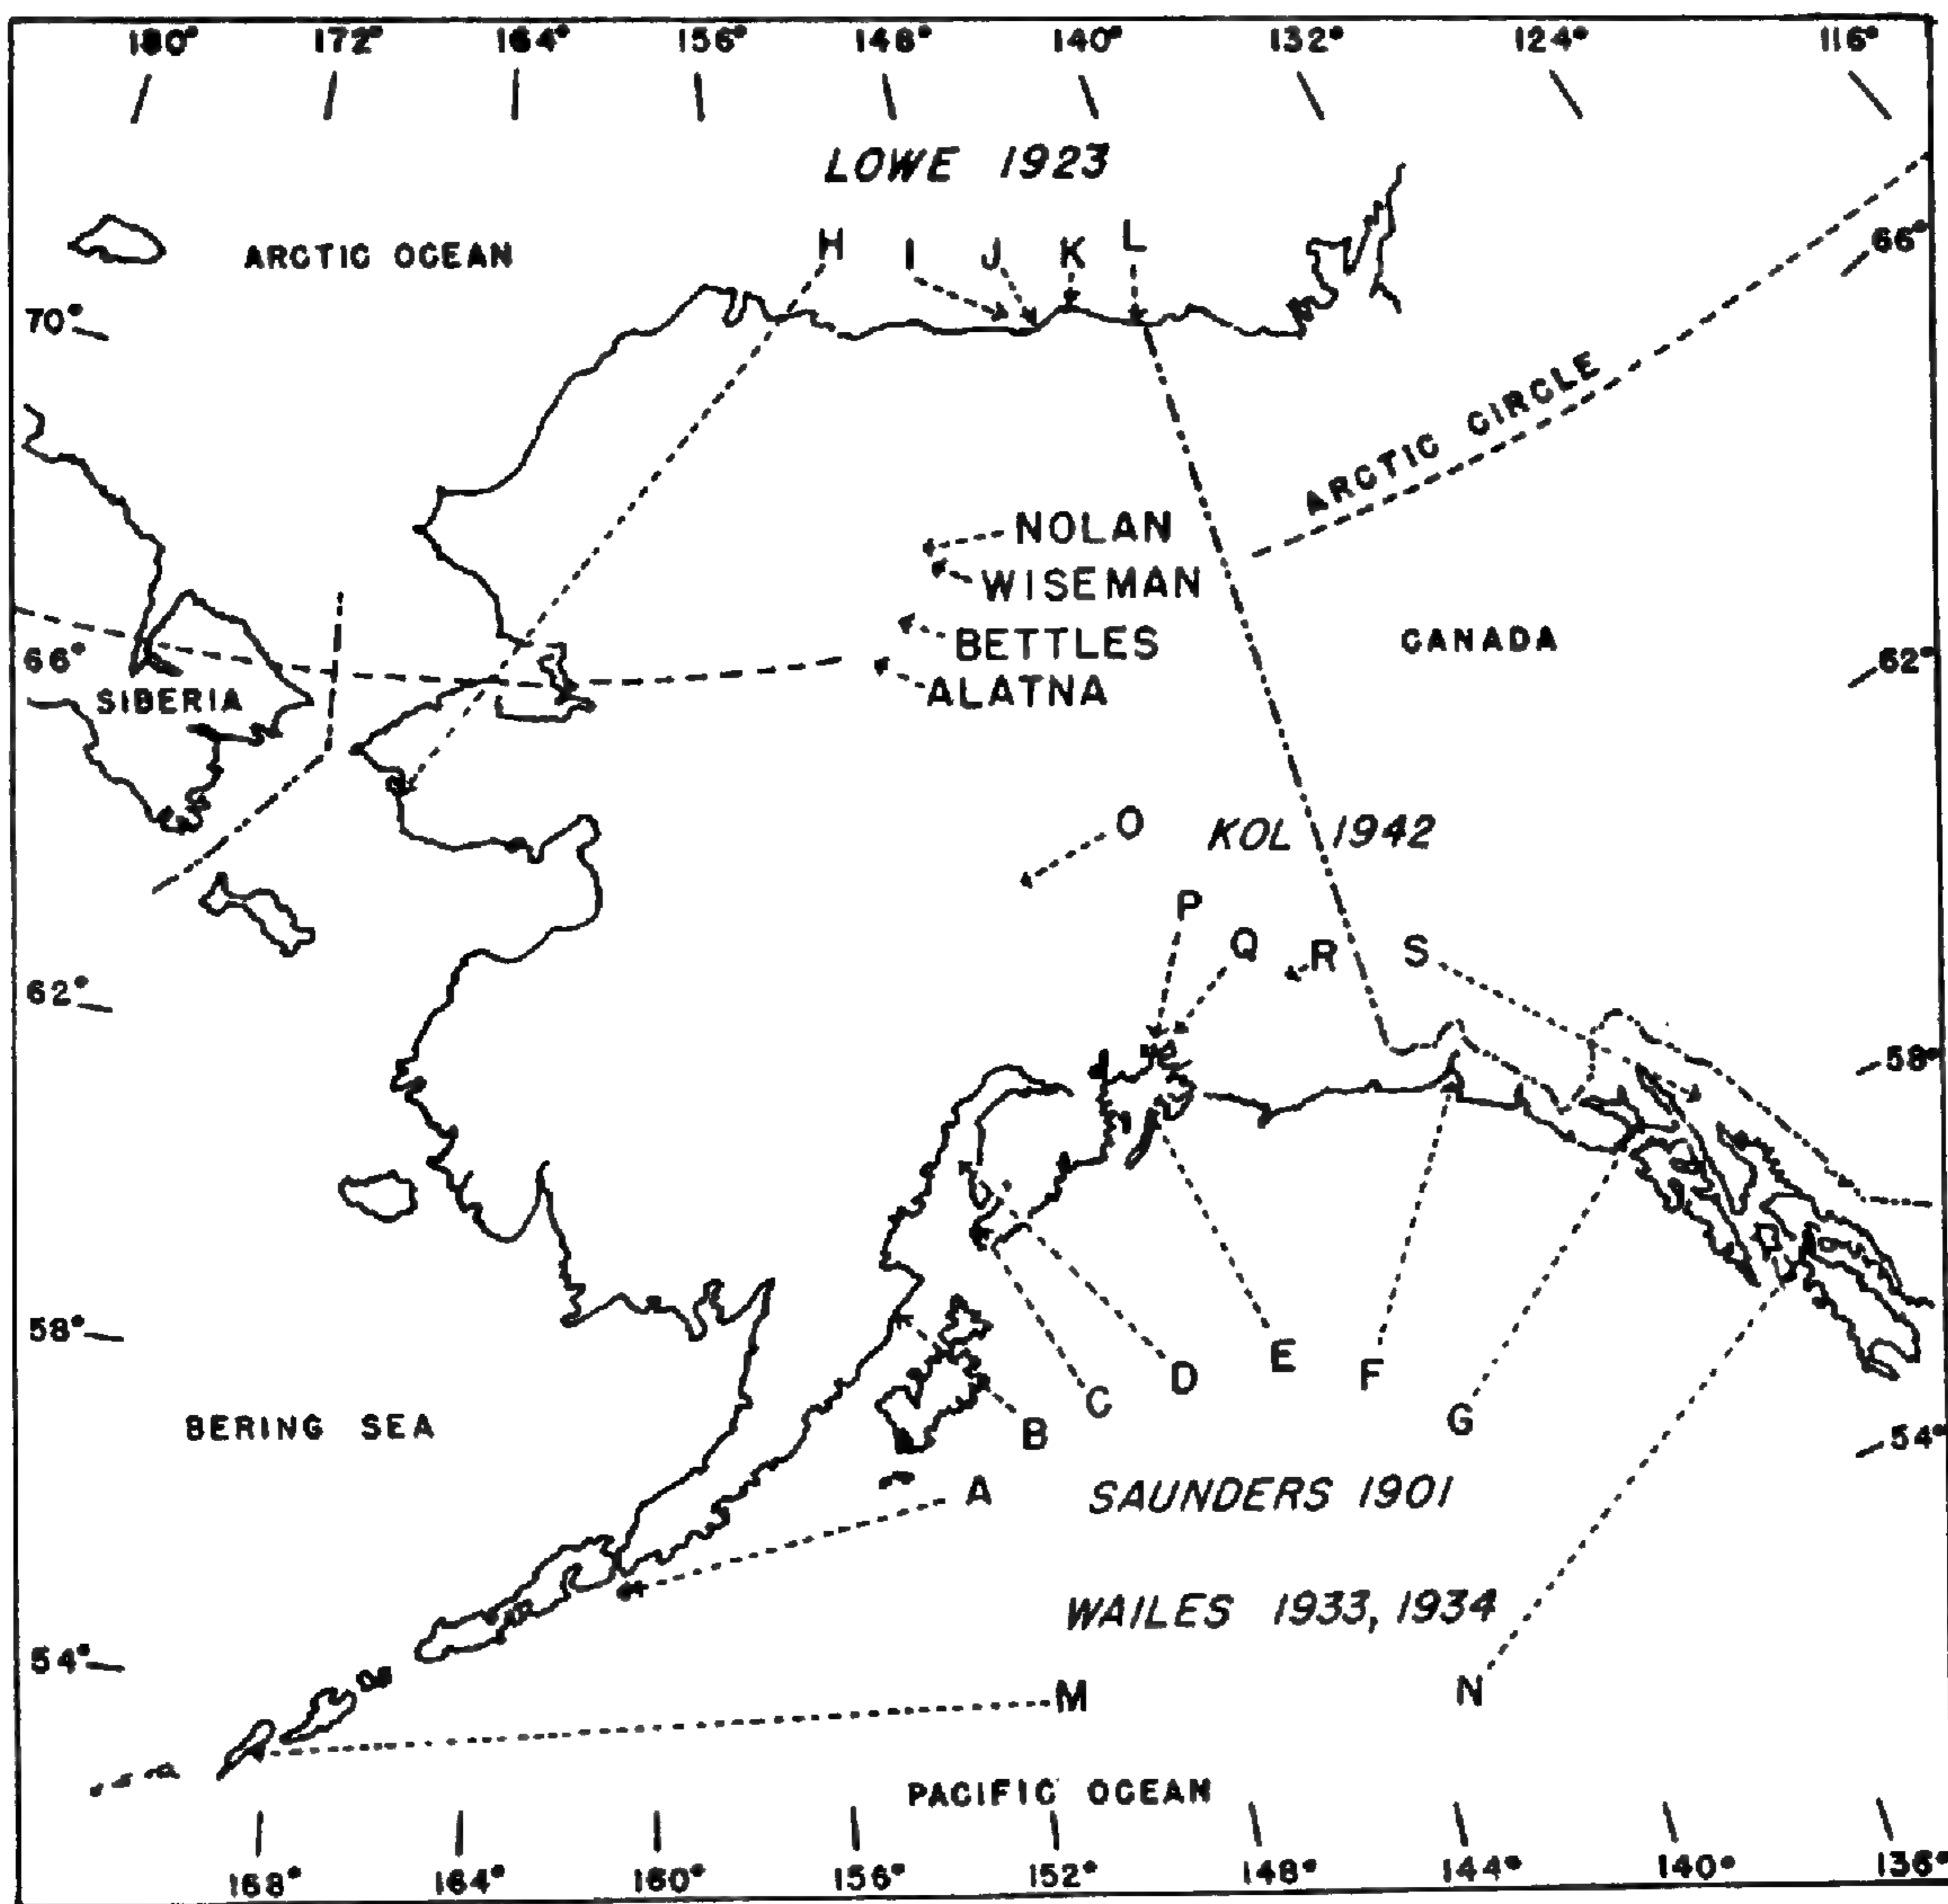 180° 172° 164° 156° 148° 140° 132° 124° 116°
LOWE 1923
ARCTIC OCEAN
H I J K L
66°
70°
ARCTIC CIRCLE
NOLAN
WISEMAN
BETTLES
ALATNA
CANADA
66°
62°
SIBERIA
O KOL 1942
P
Q R S
62°
58°
E
58°
F
D
C
G
B
BERING SEA
54°
A SAUNDERS 1901
WAILES 1933, 1934
54°
M
N
PACIFIC OCEAN
168° 164° 160° 156° 152° 148° 144° 140° 136°